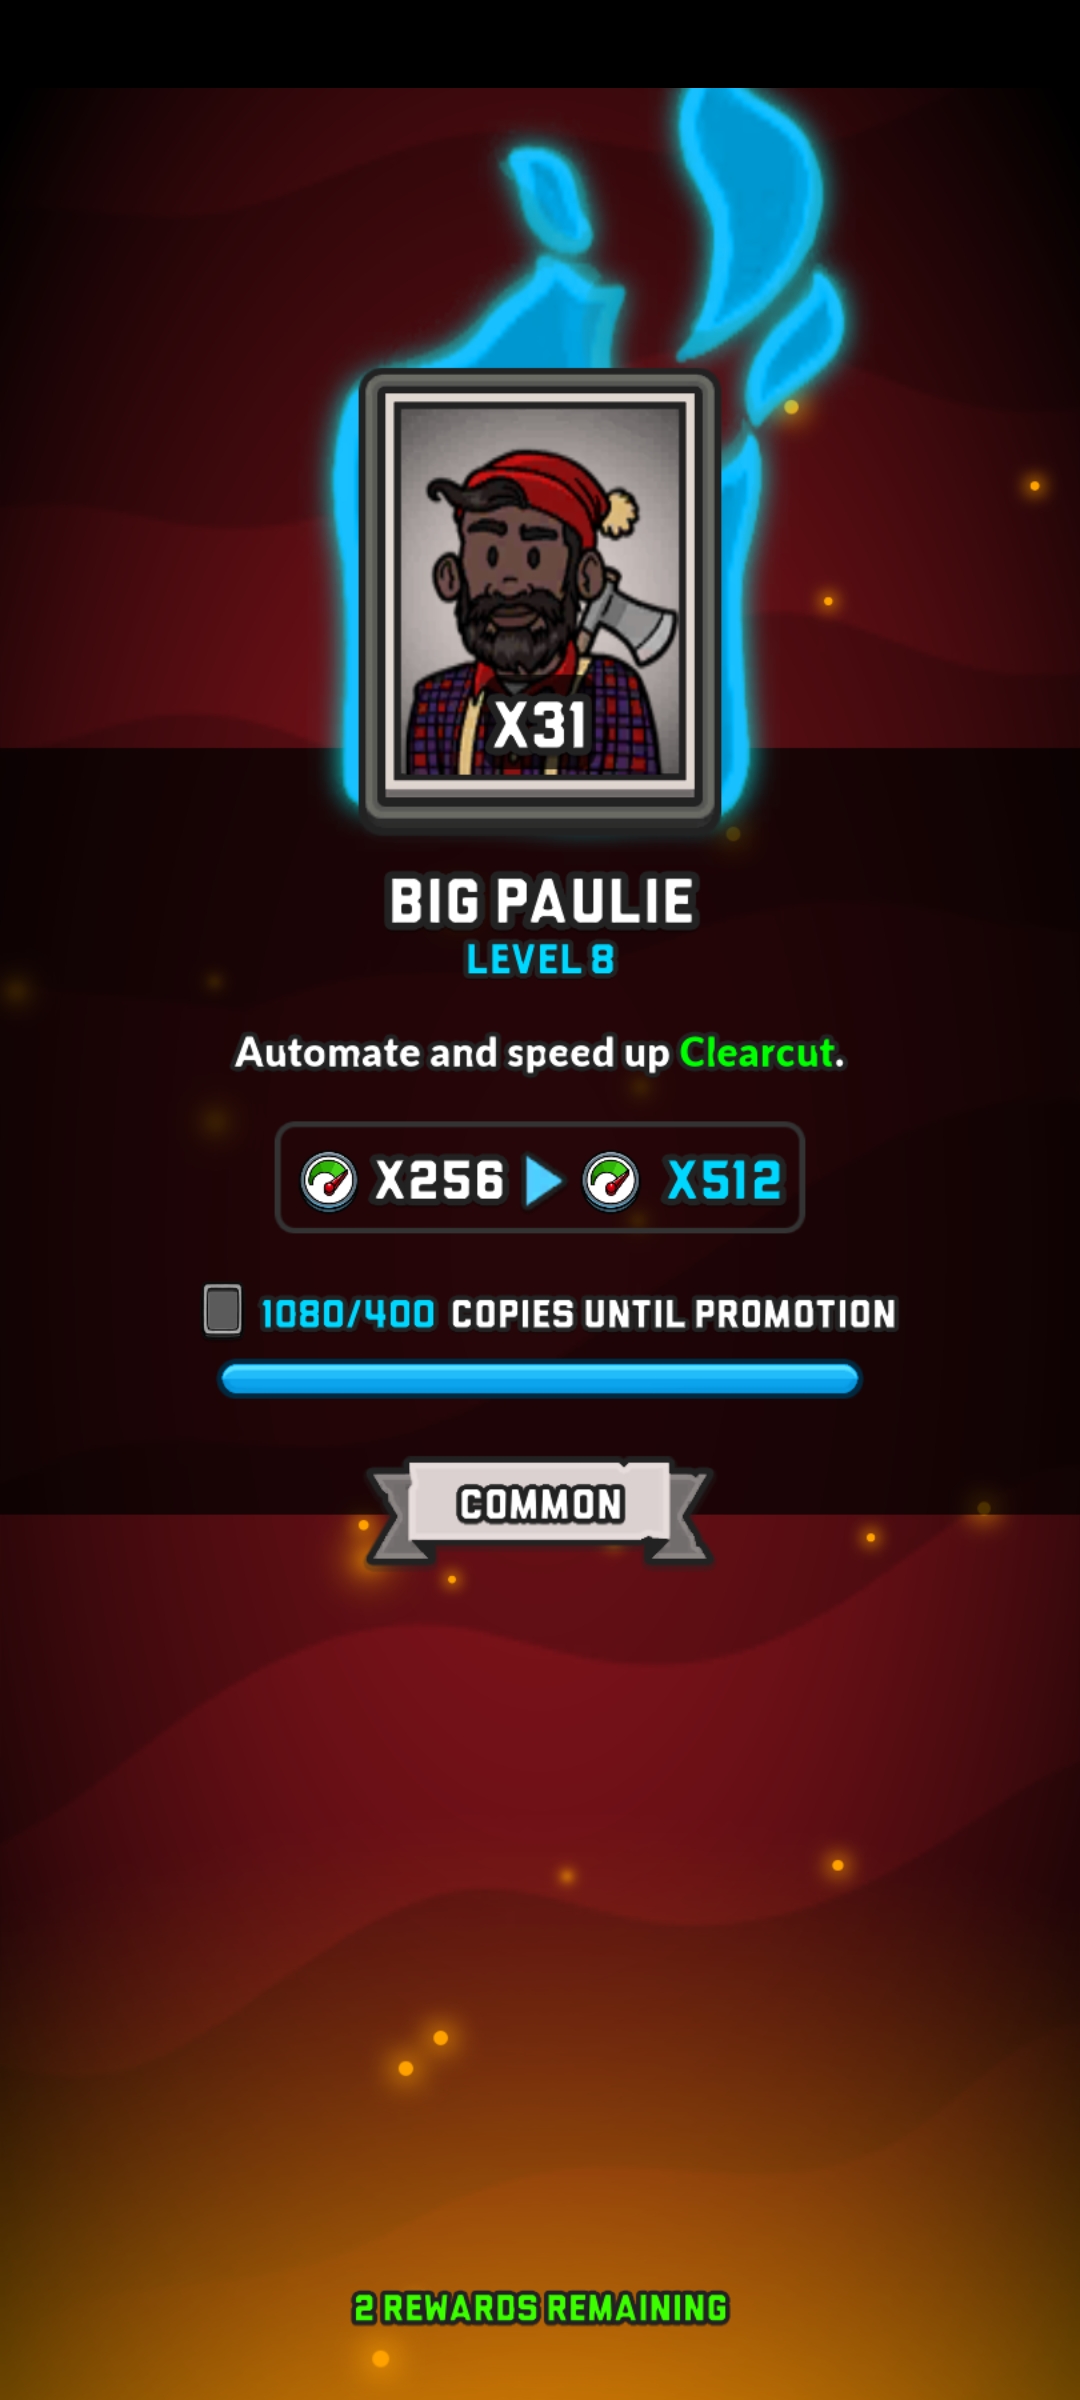 X31
BIG PAULIE
LEVEL 8
Automate and speed up Clearcut.
X256 X512
1080/400 COPIES UNTIL PROMOTION
COMMON
2 REWARDS REMAINING